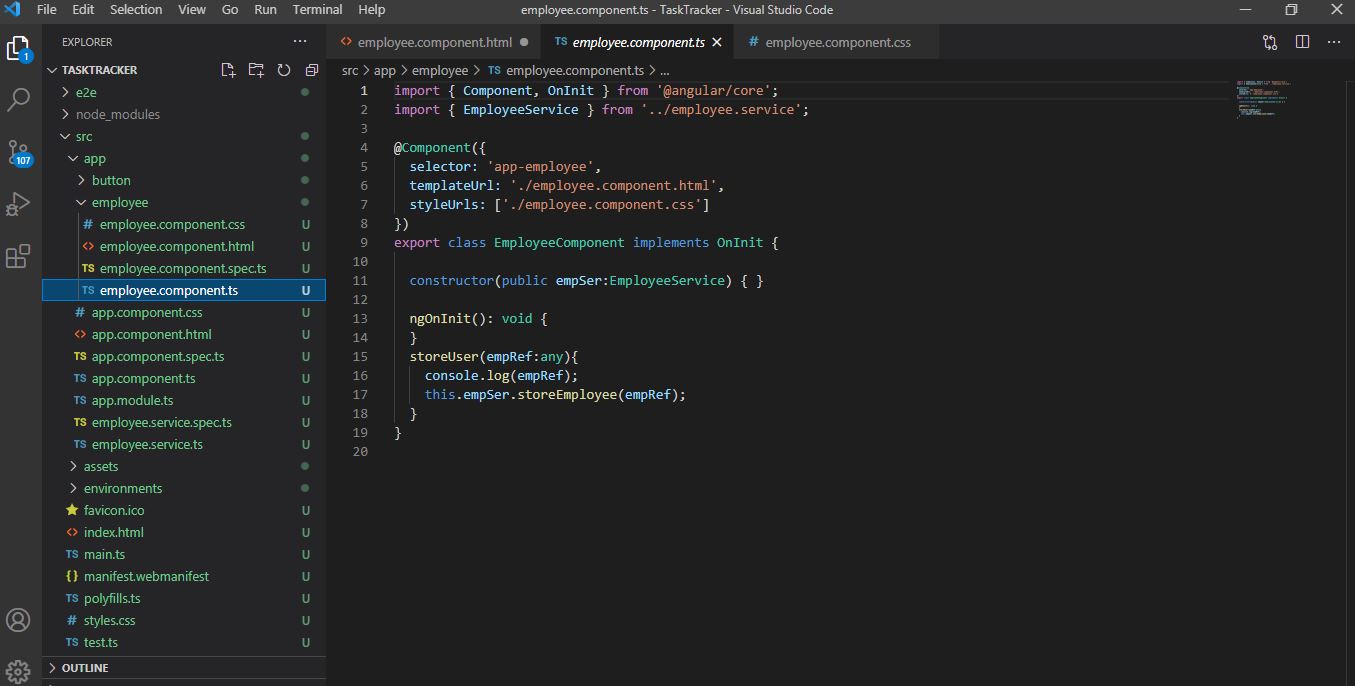 File Edit Selection View Go Run Terminal Help employee.component.ts - TaskTracker - Visual Studio Code
EXPLORER
employee.component.html
TS employee.component.ts
# employee.component.css
1
107
TASKTRACKER
e2e
node_modules
src
app
button
employee
# employee.component.css U
<> employee.component.html U
TS employee.component.spec.ts U
TS employee.component.ts U
# app.component.css U
<> app.component.html U
TS app.component.spec.ts U
TS app.component.ts U
TS app.module.ts U
TS employee.service.spec.ts U
TS employee.service.ts U
assets
environments
favicon.ico U
<> index.html U
TS main.ts U
{} manifest.webmanifest U
TS polyfills.ts U
# styles.css U
TS test.ts U
OUTLINE
src > app > employee > TS employee.component.ts > ...
1 import { Component, OnInit } from '@angular/core';
2 import { EmployeeService } from '../employee.service';
3
4 @Component({
5   selector: 'app-employee',
6   templateUrl: './employee.component.html',
7   styleUrls: ['./employee.component.css']
8 })
9 export class EmployeeComponent implements OnInit {
10
11   constructor(public empSer:EmployeeService) { }
12
13   ngOnInit(): void {
14   }
15   storeUser(empRef:any){
16     console.log(empRef);
17     this.empSer.storeEmployee(empRef);
18   }
19 }
20